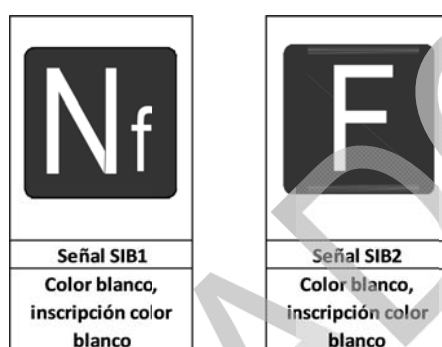 Nf
F
Señal SIB1
Señal SIB2
Color blanco,
inscripción color
blanco
Color blanco,
inscripción color
blanco